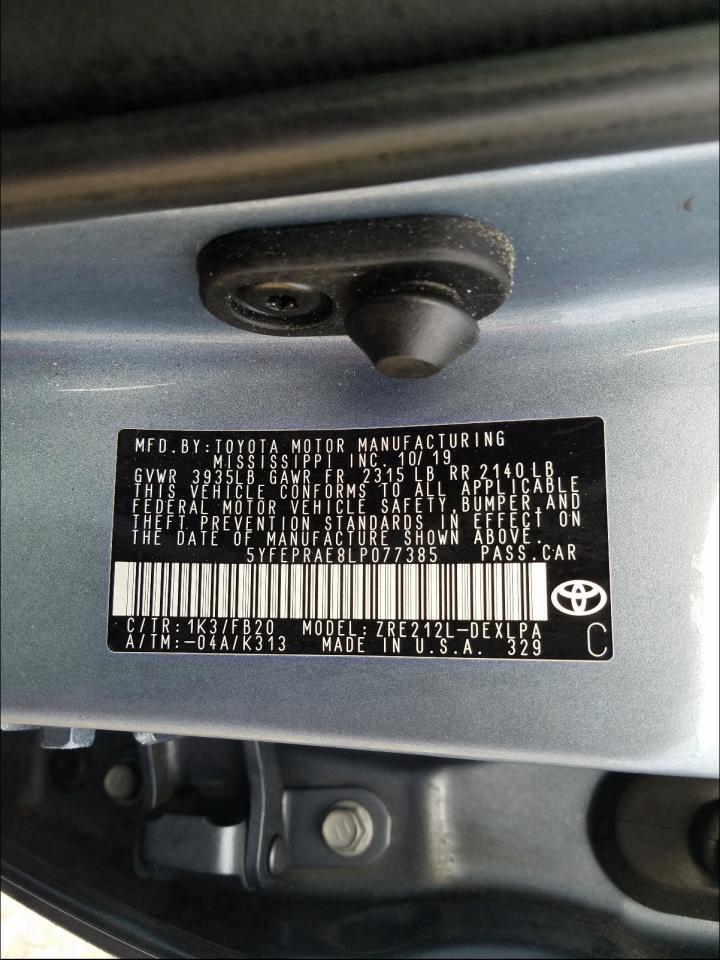 MFD.BY:TOYOTA MOTOR MANUFACTURING
MISSISSIPPI INC. 10/19
GVWR 3935LB GAWR FR 2315 LB RR 2140 LB
THIS VEHICLE CONFORMS TO ALL APPLICABLE
FEDERAL MOTOR VEHICLE SAFETY,BUMPER,AND
THEFT PREVENTION STANDARDS IN EFFECT ON
THE DATE OF MANUFACTURE SHOWN ABOVE.
5YFEPRAE8LP077385 PASS.CAR
C/TR:1K3/FB20 MODEL:ZRE212L-DEXLPA
A/TM:-04A/K313 MADE IN U.S.A. 329 C